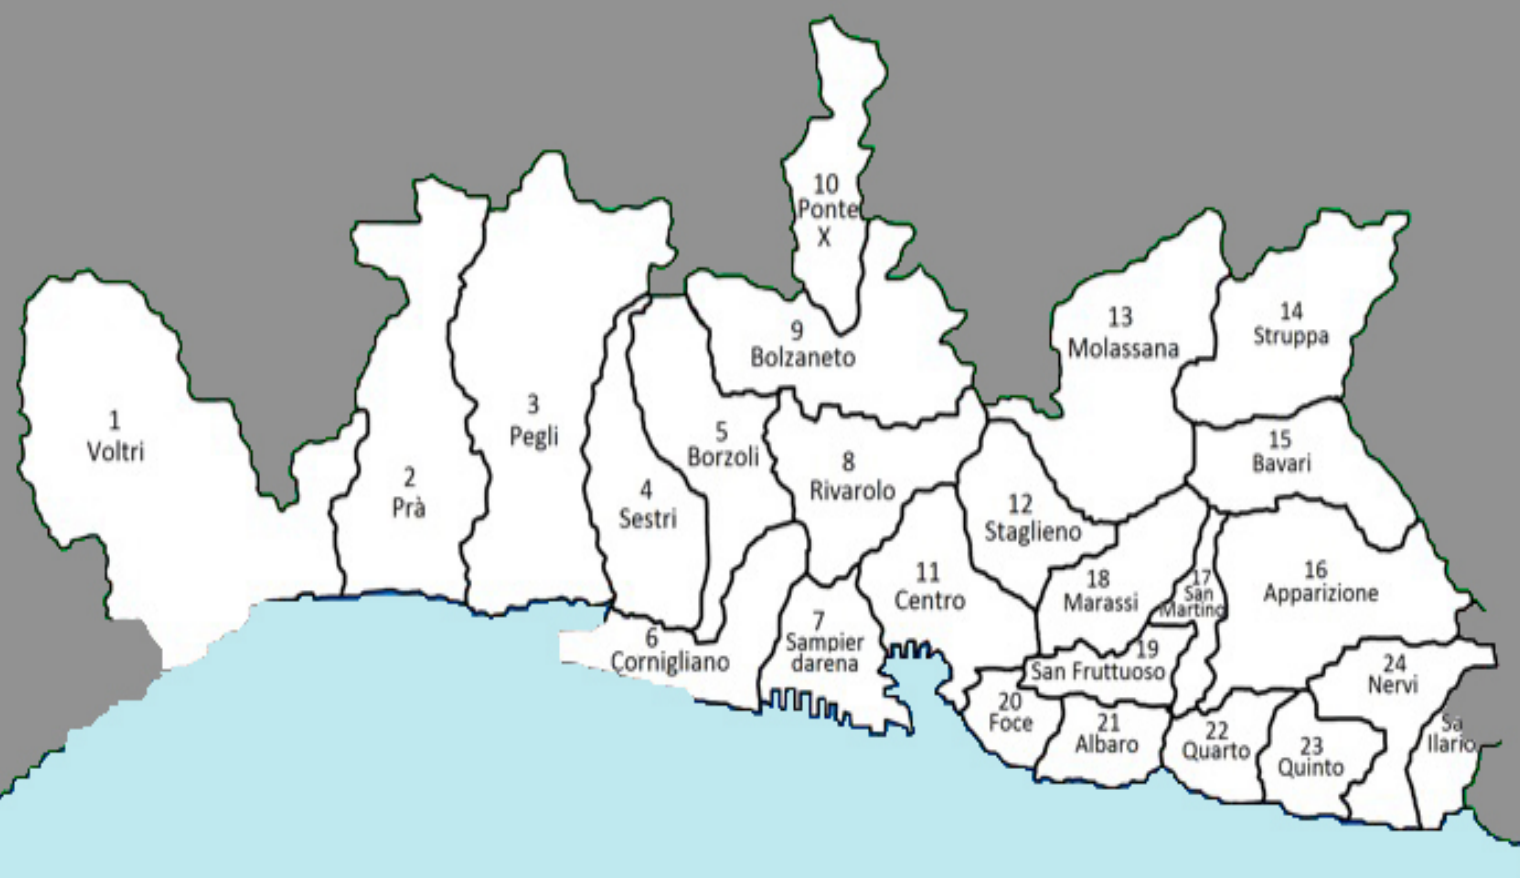 1
Voltri
2
Prà
3
Pegli
4
Sestri
5
Borzoli
6
Cornigliano
7
Sampier
darena
8
Rivarolo
9
Bolzaneto
10
Ponte
X
11
Centro
12
Staglieno
13
Molassana
14
Struppa
15
Bavari
16
Apparizione
17
San
Martino
18
Marassi
19
San Fruttuoso
20
Foce
21
Albaro
22
Quarto
23
Quinto
24
Nervi
Sa
Ilario